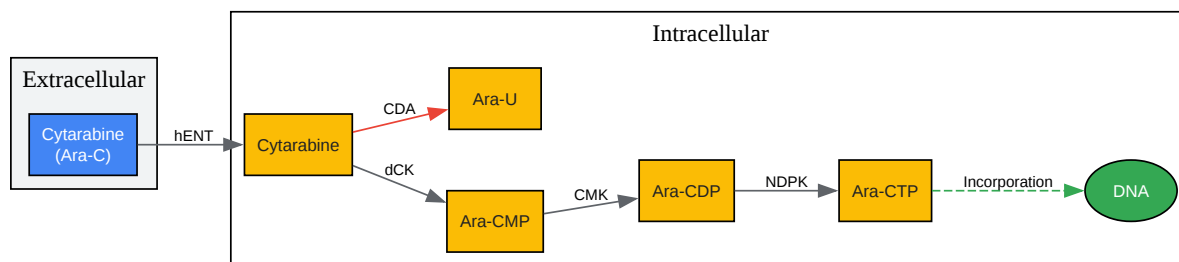 Intracellular
Extracellular
Cytarabine
(Ara-C)
hENT
Cytarabine
CDA
Ara-U
dCK
Ara-CMP
CMK
Ara-CDP
NDPK
Ara-CTP
Incorporation
DNA